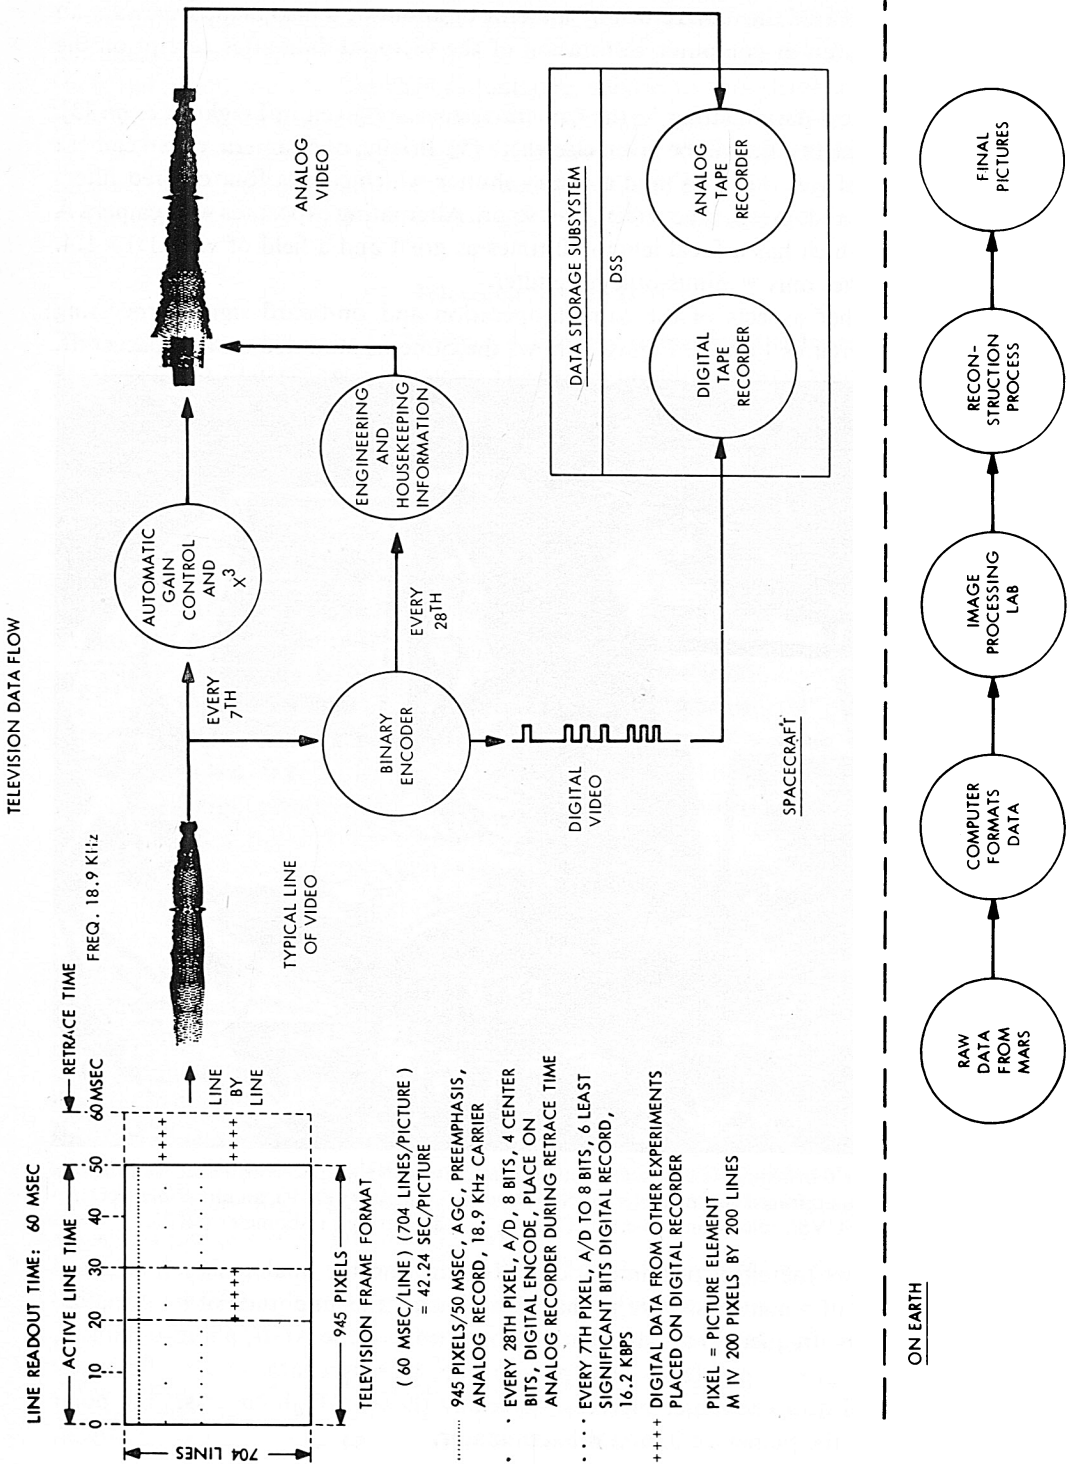 TELEVISION DATA FLOW
LINE READOUT TIME: 60 MSEC
ACTIVE LINE TIME
RETRACE TIME
0 10 20 30 40 50 60 MSEC
704 LINES
++++
++++
+++++
945 PIXELS
TELEVISION FRAME FORMAT
LINE
BY
LINE
FREQ. 18.9 KHz
TYPICAL LINE
OF VIDEO
( 60 MSEC/LINE ) (704 LINES/PICTURE )
= 42.24 SEC/PICTURE
......... 945 PIXELS/50 MSEC, AGC, PREEMPHASIS,
ANALOG RECORD, 18.9 KHz CARRIER
· · EVERY 28TH PIXEL, A/D, 8 BITS, 4 CENTER
BITS, DIGITAL ENCODE, PLACE ON
ANALOG RECORDER DURING RETRACE TIME
· · · · EVERY 7TH PIXEL, A/D TO 8 BITS, 6 LEAST
SIGNIFICANT BITS DIGITAL RECORD,
16.2 KBPS
++++ DIGITAL DATA FROM OTHER EXPERIMENTS
PLACED ON DIGITAL RECORDER
PIXEL = PICTURE ELEMENT
M IV 200 PIXELS BY 200 LINES
EVERY
7TH
AUTOMATIC
GAIN
CONTROL
AND
X3
ANALOG
VIDEO
BINARY
ENCODER
EVERY
28TH
ENGINEERING
AND
HOUSEKEEPING
INFORMATION
DIGITAL
VIDEO
DATA STORAGE SUBSYSTEM
DSS
DIGITAL
TAPE
RECORDER
ANALOG
TAPE
RECORDER
SPACECRAFT
ON EARTH
RAW
DATA
FROM
MARS
COMPUTER
FORMATS
DATA
IMAGE
PROCESSING
LAB
RECON-
STRUCTION
PROCESS
FINAL
PICTURES